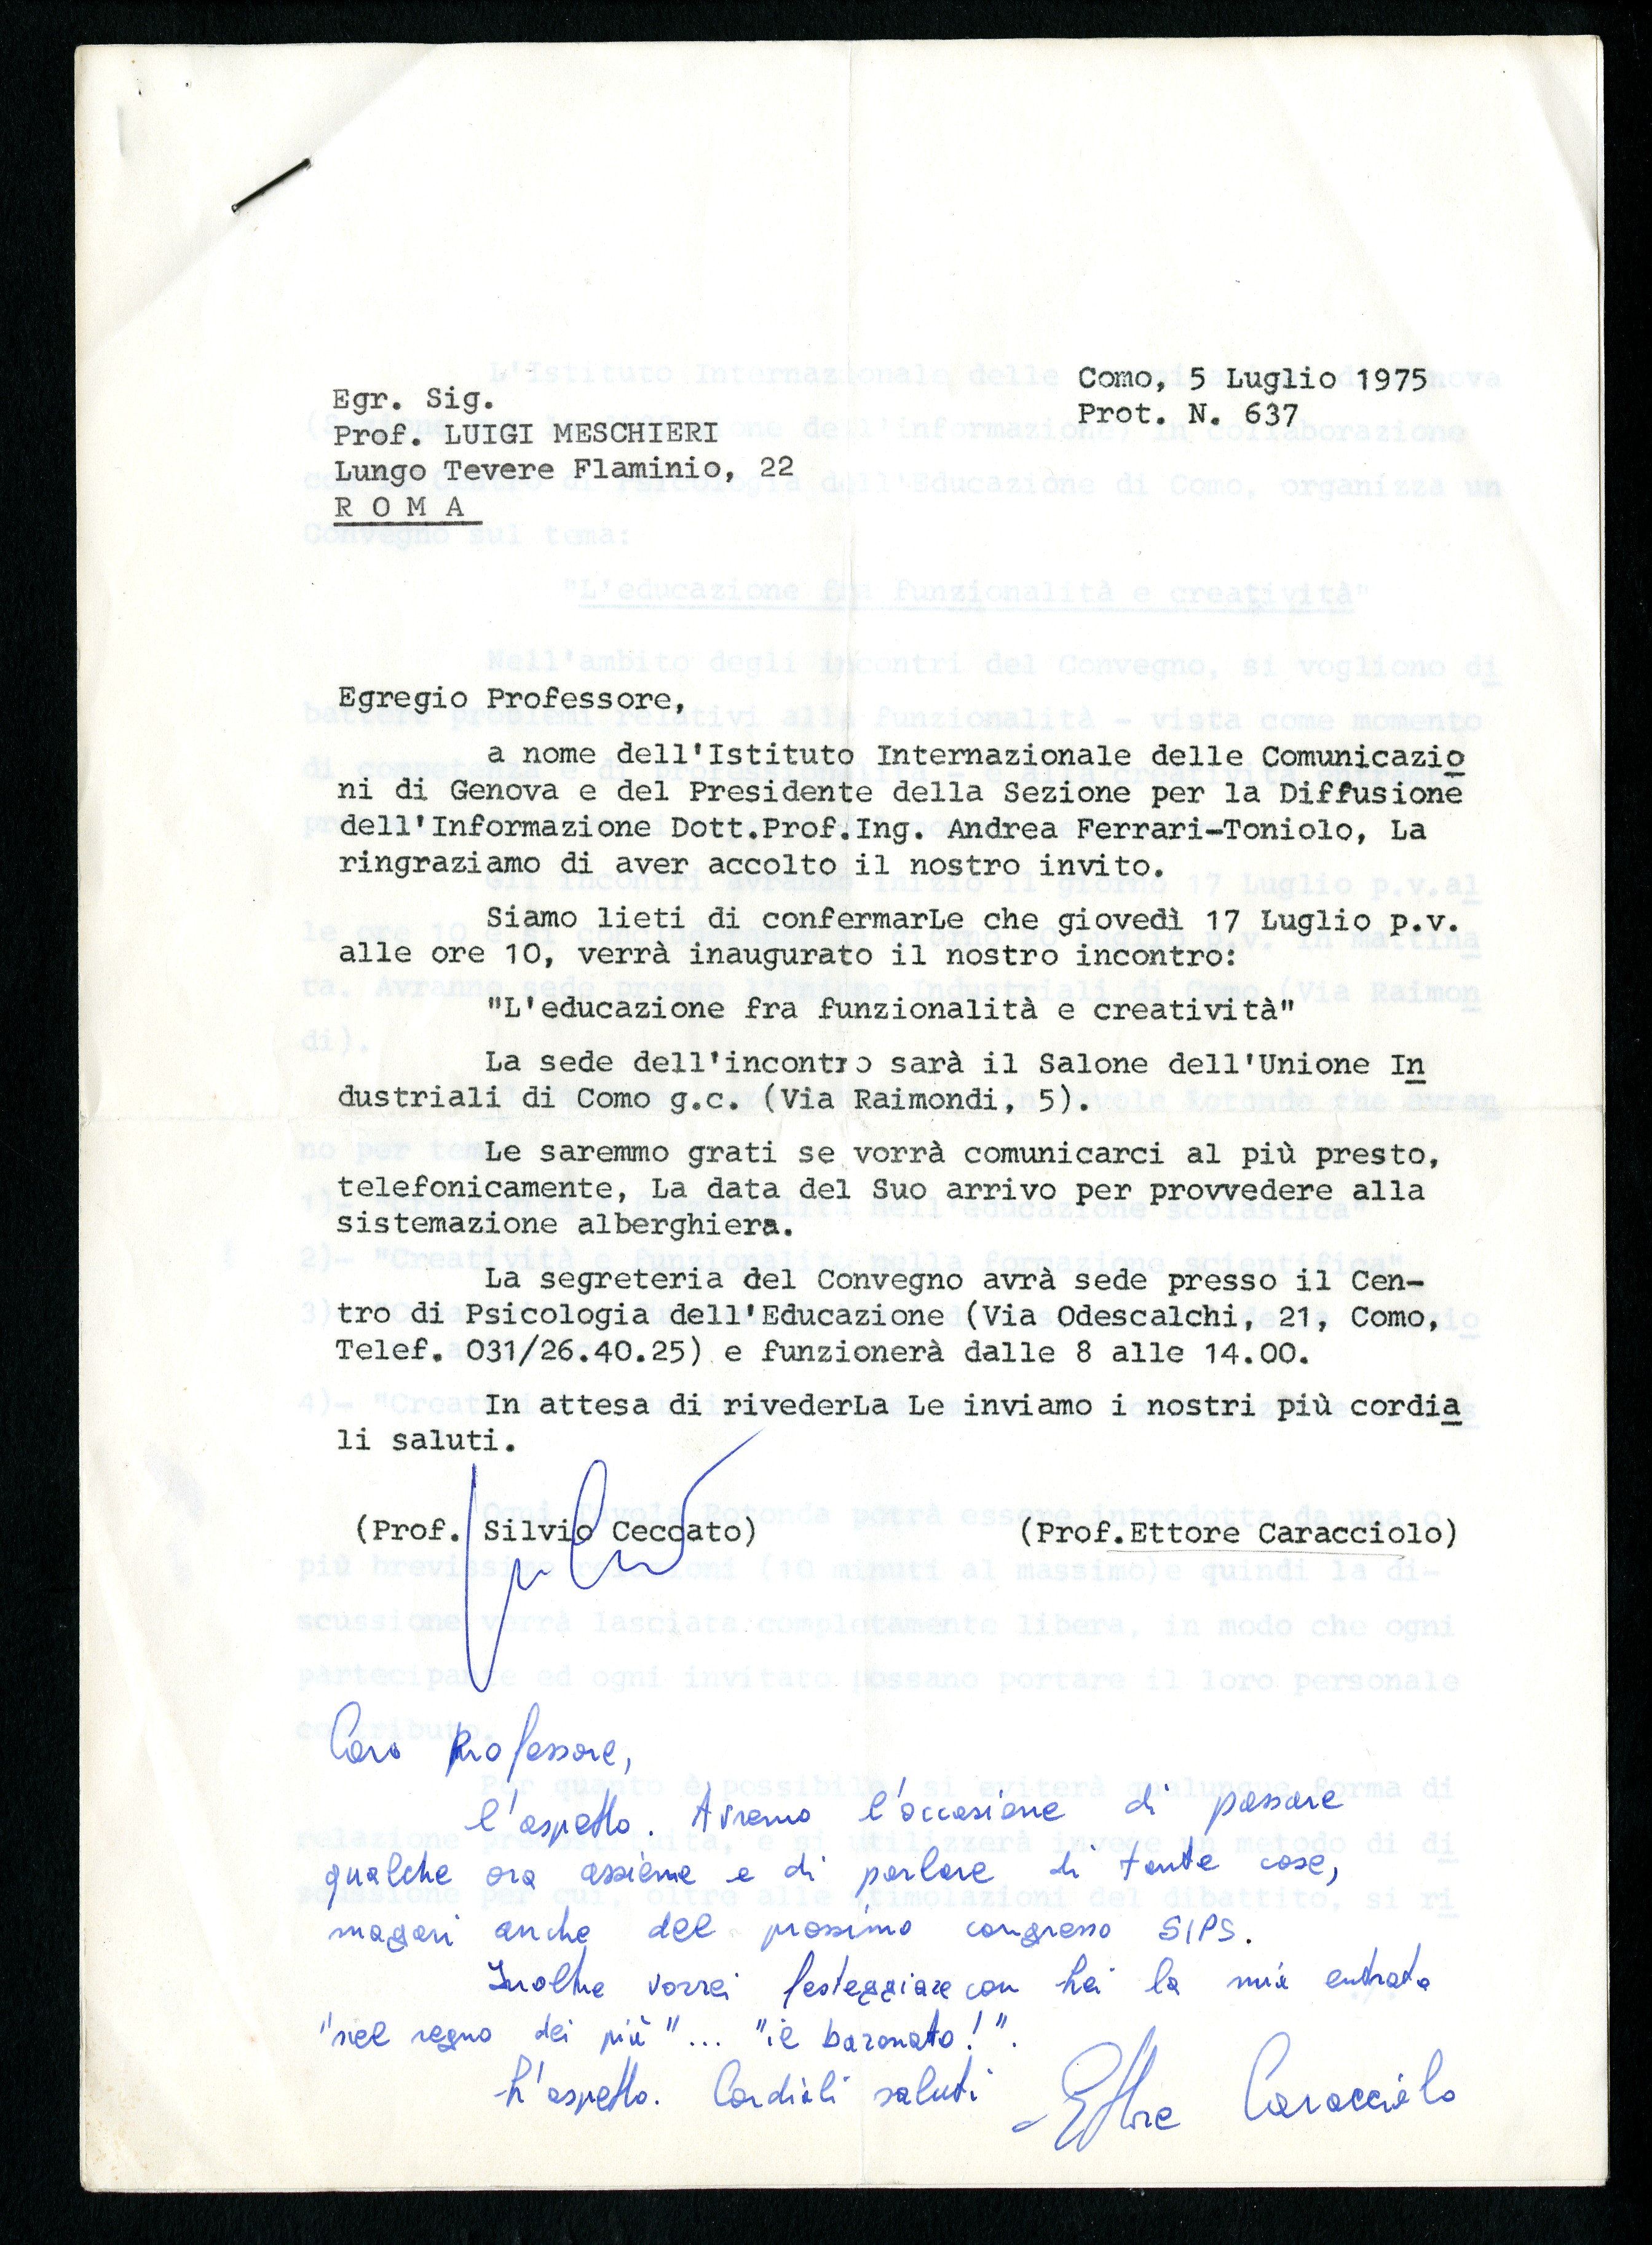 Como, 5 Luglio 1975
Prot. N. 637
Egr. Sig.
Prof. LUIGI MESCHIERI
Lungo Tevere Flaminio, 22
R O M A
Egregio Professore,
a nome dell'Istituto Internazionale delle Comunicazio
ni di Genova e del Presidente della Sezione per la Diffusione
dell'Informazione Dott.Prof.Ing. Andrea Ferrari-Toniolo, La
ringraziamo di aver accolto il nostro invito.
Siamo lieti di confermarLe che giovedì 17 Luglio p.v.
alle ore 10, verrà inaugurato il nostro incontro:
"L'educazione fra funzionalità e creatività"
La sede dell'incontro sarà il Salone dell'Unione In
dustriali di Como g.c. (Via Raimondi, 5).
Le saremmo grati se vorrà comunicarci al più presto,
telefonicamente, La data del Suo arrivo per provvedere alla
sistemazione alberghiera.
La segreteria del Convegno avrà sede presso il Cen-
tro di Psicologia dell'Educazione (Via Odescalchi, 21, Como,
Telef. 031/26.40.25) e funzionerà dalle 8 alle 14.00.
In attesa di rivederLa Le inviamo i nostri più cordia
li saluti.
(Prof. Silvio Ceccato) (Prof.Ettore Caracciolo)
Caro Professore,
l'aspetto. Avremo l'occasione di passare
qualche ora assieme e di parlare di tante cose,
magari anche del prossimo congresso SIPS.
Inoltre vorrei festeggiare con Lei la mia entrata
"nel regno dei più"... "il baronato!".
L'aspetto. Cordiali saluti Ettore Caracciolo